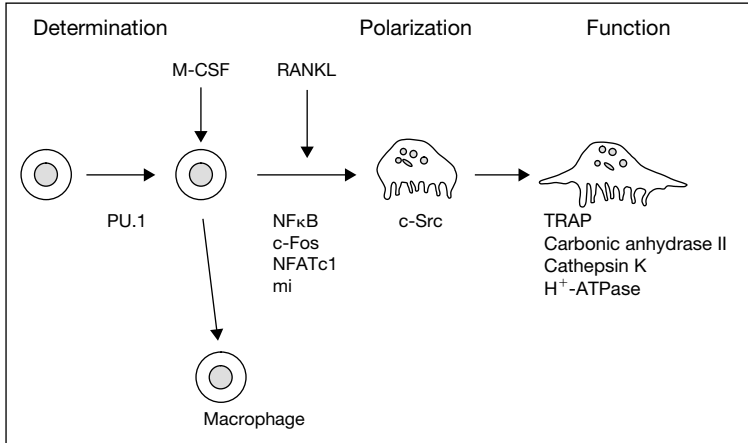 Determination
Polarization
Function
M-CSF
RANKL
PU.1
NFκB
c-Fos
NFATc1
mi
c-Src
TRAP
Carbonic anhydrase II
Cathepsin K
H⁺-ATPase
Macrophage